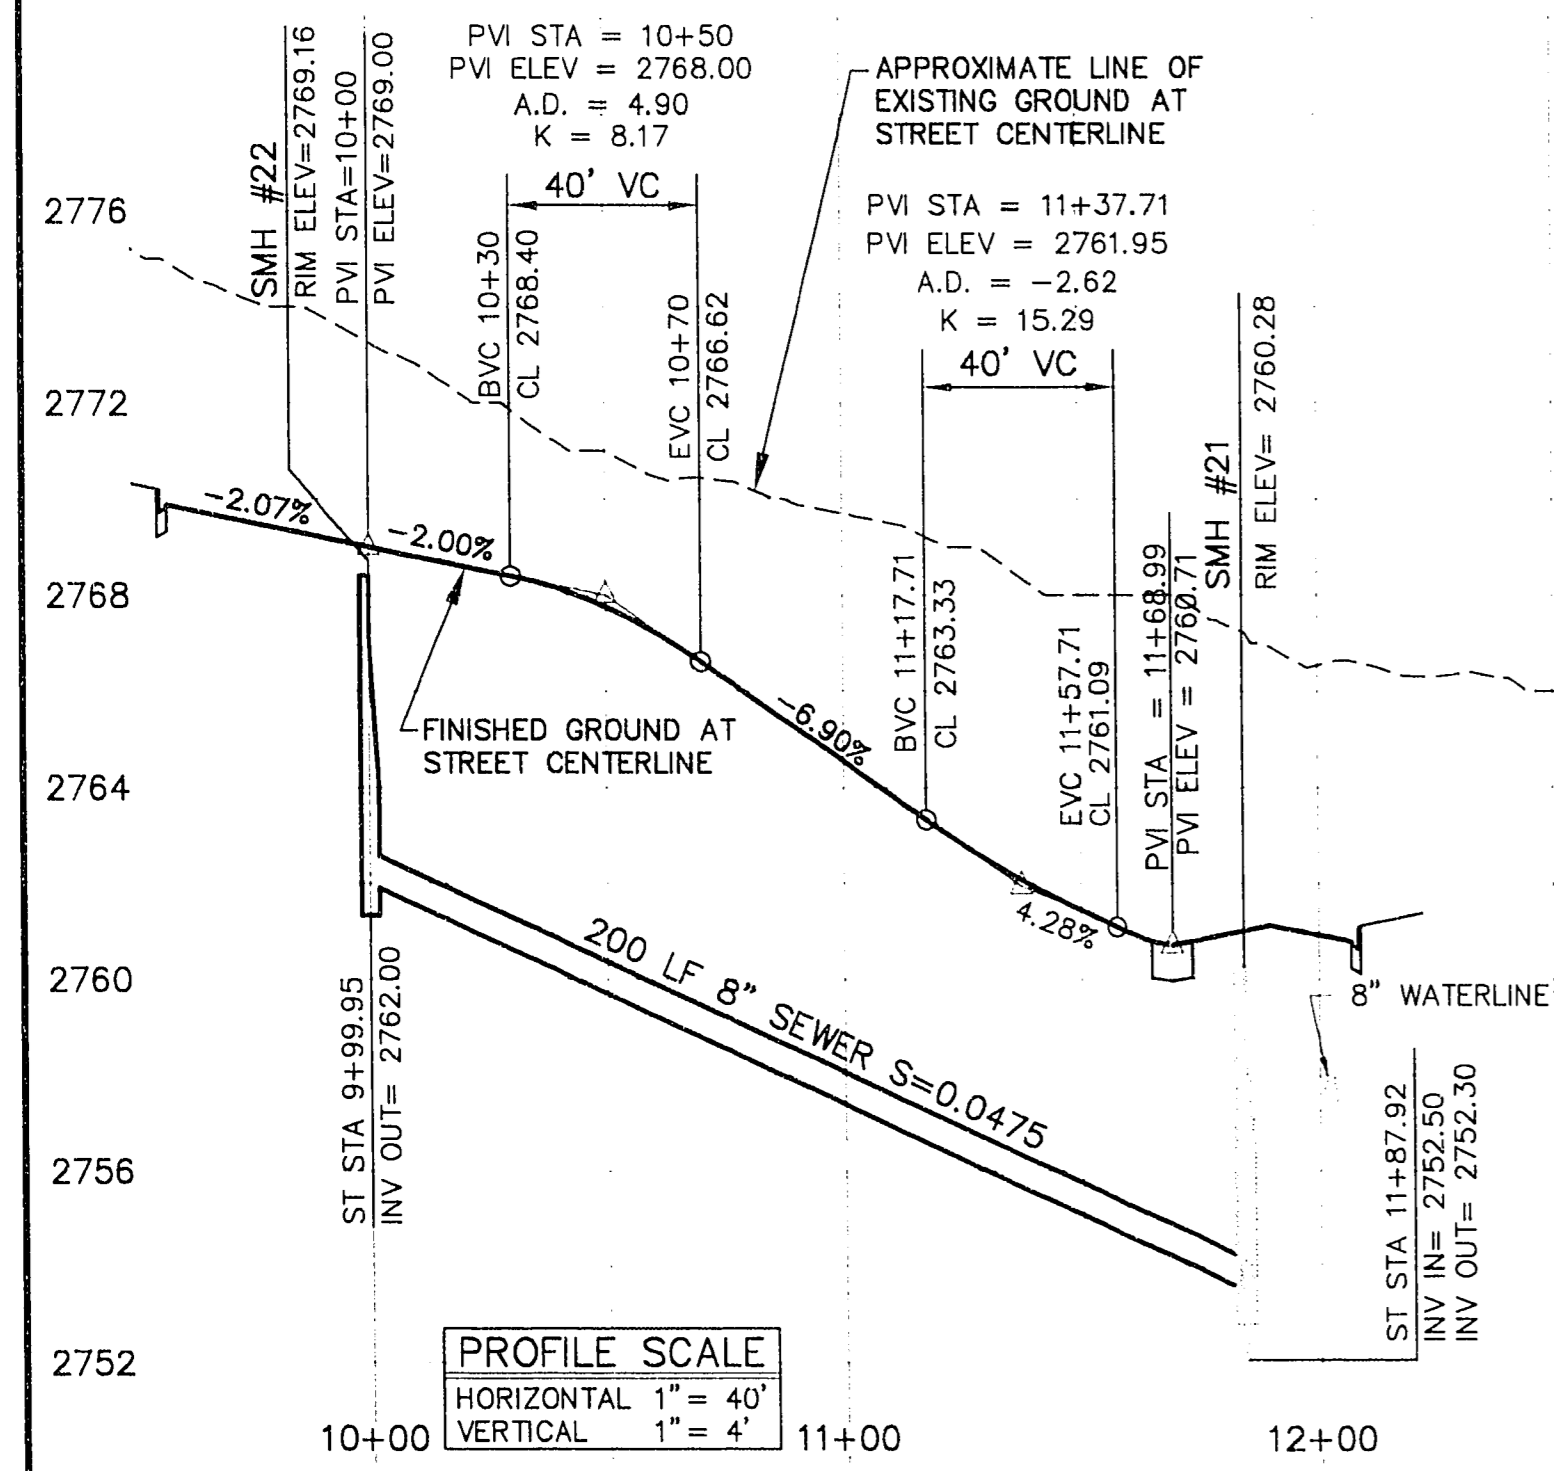 SMH #22
RIM ELEV=2769.16
PVI STA=10+00
PVI ELEV=2769.00
PVI STA = 10+50
PVI ELEV = 2768.00
A.D. = 4.90
K = 8.17
40' VC
BVC 10+30
CL 2768.40
EVC 10+70
CL 2766.62
APPROXIMATE LINE OF
EXISTING GROUND AT
STREET CENTERLINE
PVI STA = 11+37.71
PVI ELEV = 2761.95
A.D. = -2.62
K = 15.29
40' VC
BVC 11+17.71
CL 2763.33
EVC 11+57.71
CL 2761.09
PVI STA = 11+68.99
PVI ELEV = 2760.71
SMH #21
RIM ELEV= 2760.28
2776
2772
2768
2764
2760
2756
2752
-2.07%
-2.00%
-6.90%
4.28%
FINISHED GROUND AT
STREET CENTERLINE
200 LF 8" SEWER S=0.0475
ST STA 9+99.95
INV OUT= 2762.00
8" WATERLINE
ST STA 11+87.92
INV IN= 2752.50
INV OUT= 2752.30
PROFILE SCALE
HORIZONTAL 1"= 40'
VERTICAL 1"= 4'
10+00
11+00
12+00